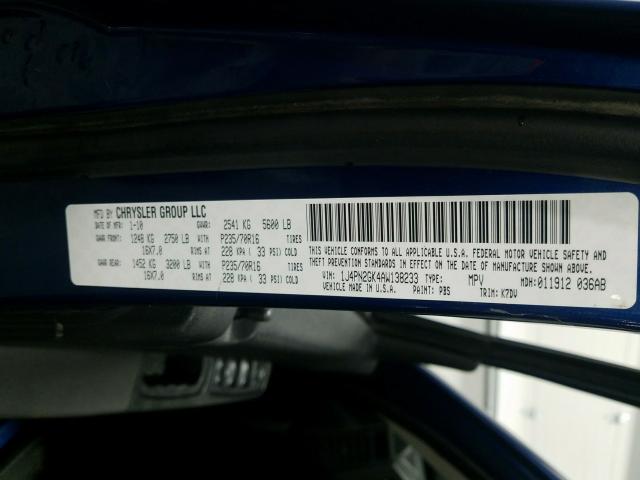 MFD BY CHRYSLER GROUP LLC
DATE OF MFR: 1-10 GVWR: 2541 KG 5600 LB
GAWR FRONT: 1248 KG 2750 LB WITH P235/70R16 TIRES
16X7.0 RIMS AT 228 KPA ( 33 PSI) COLD
GAWR REAR: 1452 KG 3200 LB WITH P235/70R16 TIRES
16X7.0 RIMS AT 228 KPA ( 33 PSI) COLD
THIS VEHICLE CONFORMS TO ALL APPLICABLE U.S.A. FEDERAL MOTOR VEHICLE SAFETY AND
THEFT PREVENTION STANDARDS IN EFFECT ON THE DATE OF MANUFACTURE SHOWN ABOVE.
VIN: 1J4PN2GK4AW138233 TYPE: MPV MDH: 011912 036AB
VEHICLE MADE IN U.S.A. PAINT: PBS TRIM: K7DV